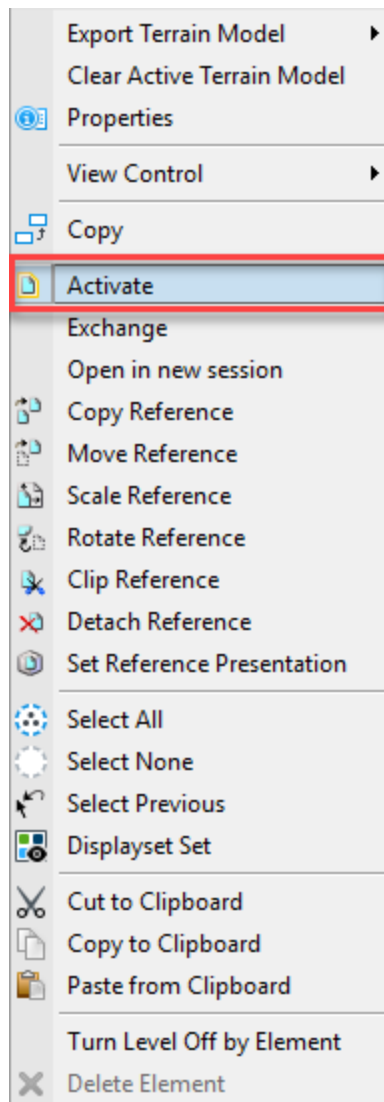 Export Terrain Model
Clear Active Terrain Model
Properties
View Control
Copy
Activate
Exchange
Open in new session
Copy Reference
Move Reference
Scale Reference
Rotate Reference
Clip Reference
Detach Reference
Set Reference Presentation
Select All
Select None
Select Previous
Displayset Set
Cut to Clipboard
Copy to Clipboard
Paste from Clipboard
Turn Level Off by Element
Delete Element